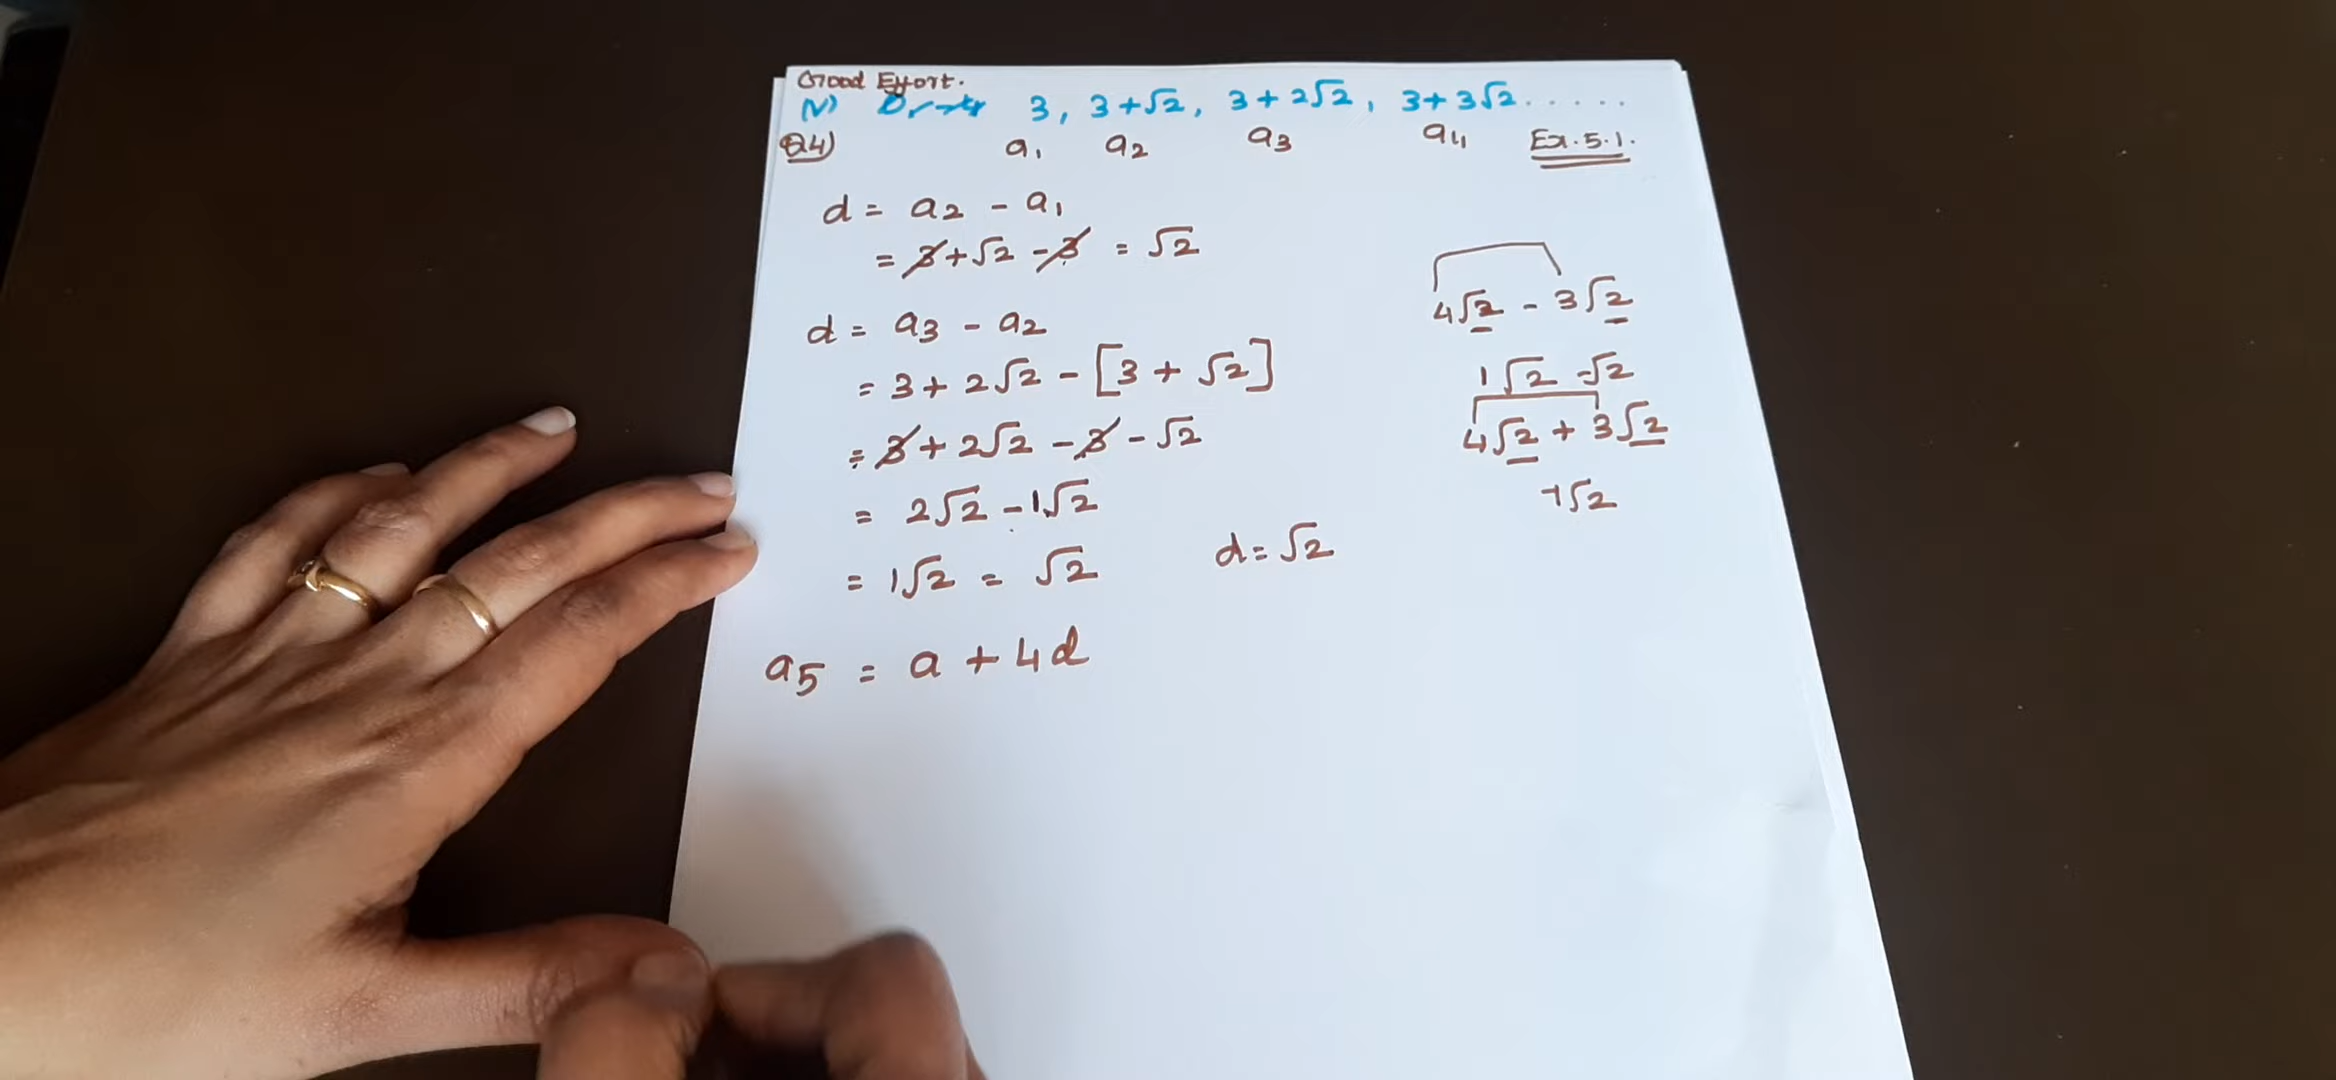 Good Effort.
(V) 3, 3+√2, 3+2√2, 3+3√2.....
Q4) a₁ a₂ a₃ a₄ Ex.5.1.
d = a₂ - a₁
= 3+√2 -3 = √2
d = a₃ - a₂
= 3+ 2√2 - [3 + √2]
= 3+ 2√2 -3 -√2
= 2√2 -1√2
= 1√2 = √2
d=√2
a₅ = a + 4d
4√2 - 3√2
1√2 √2
4√2 + 3√2
7√2